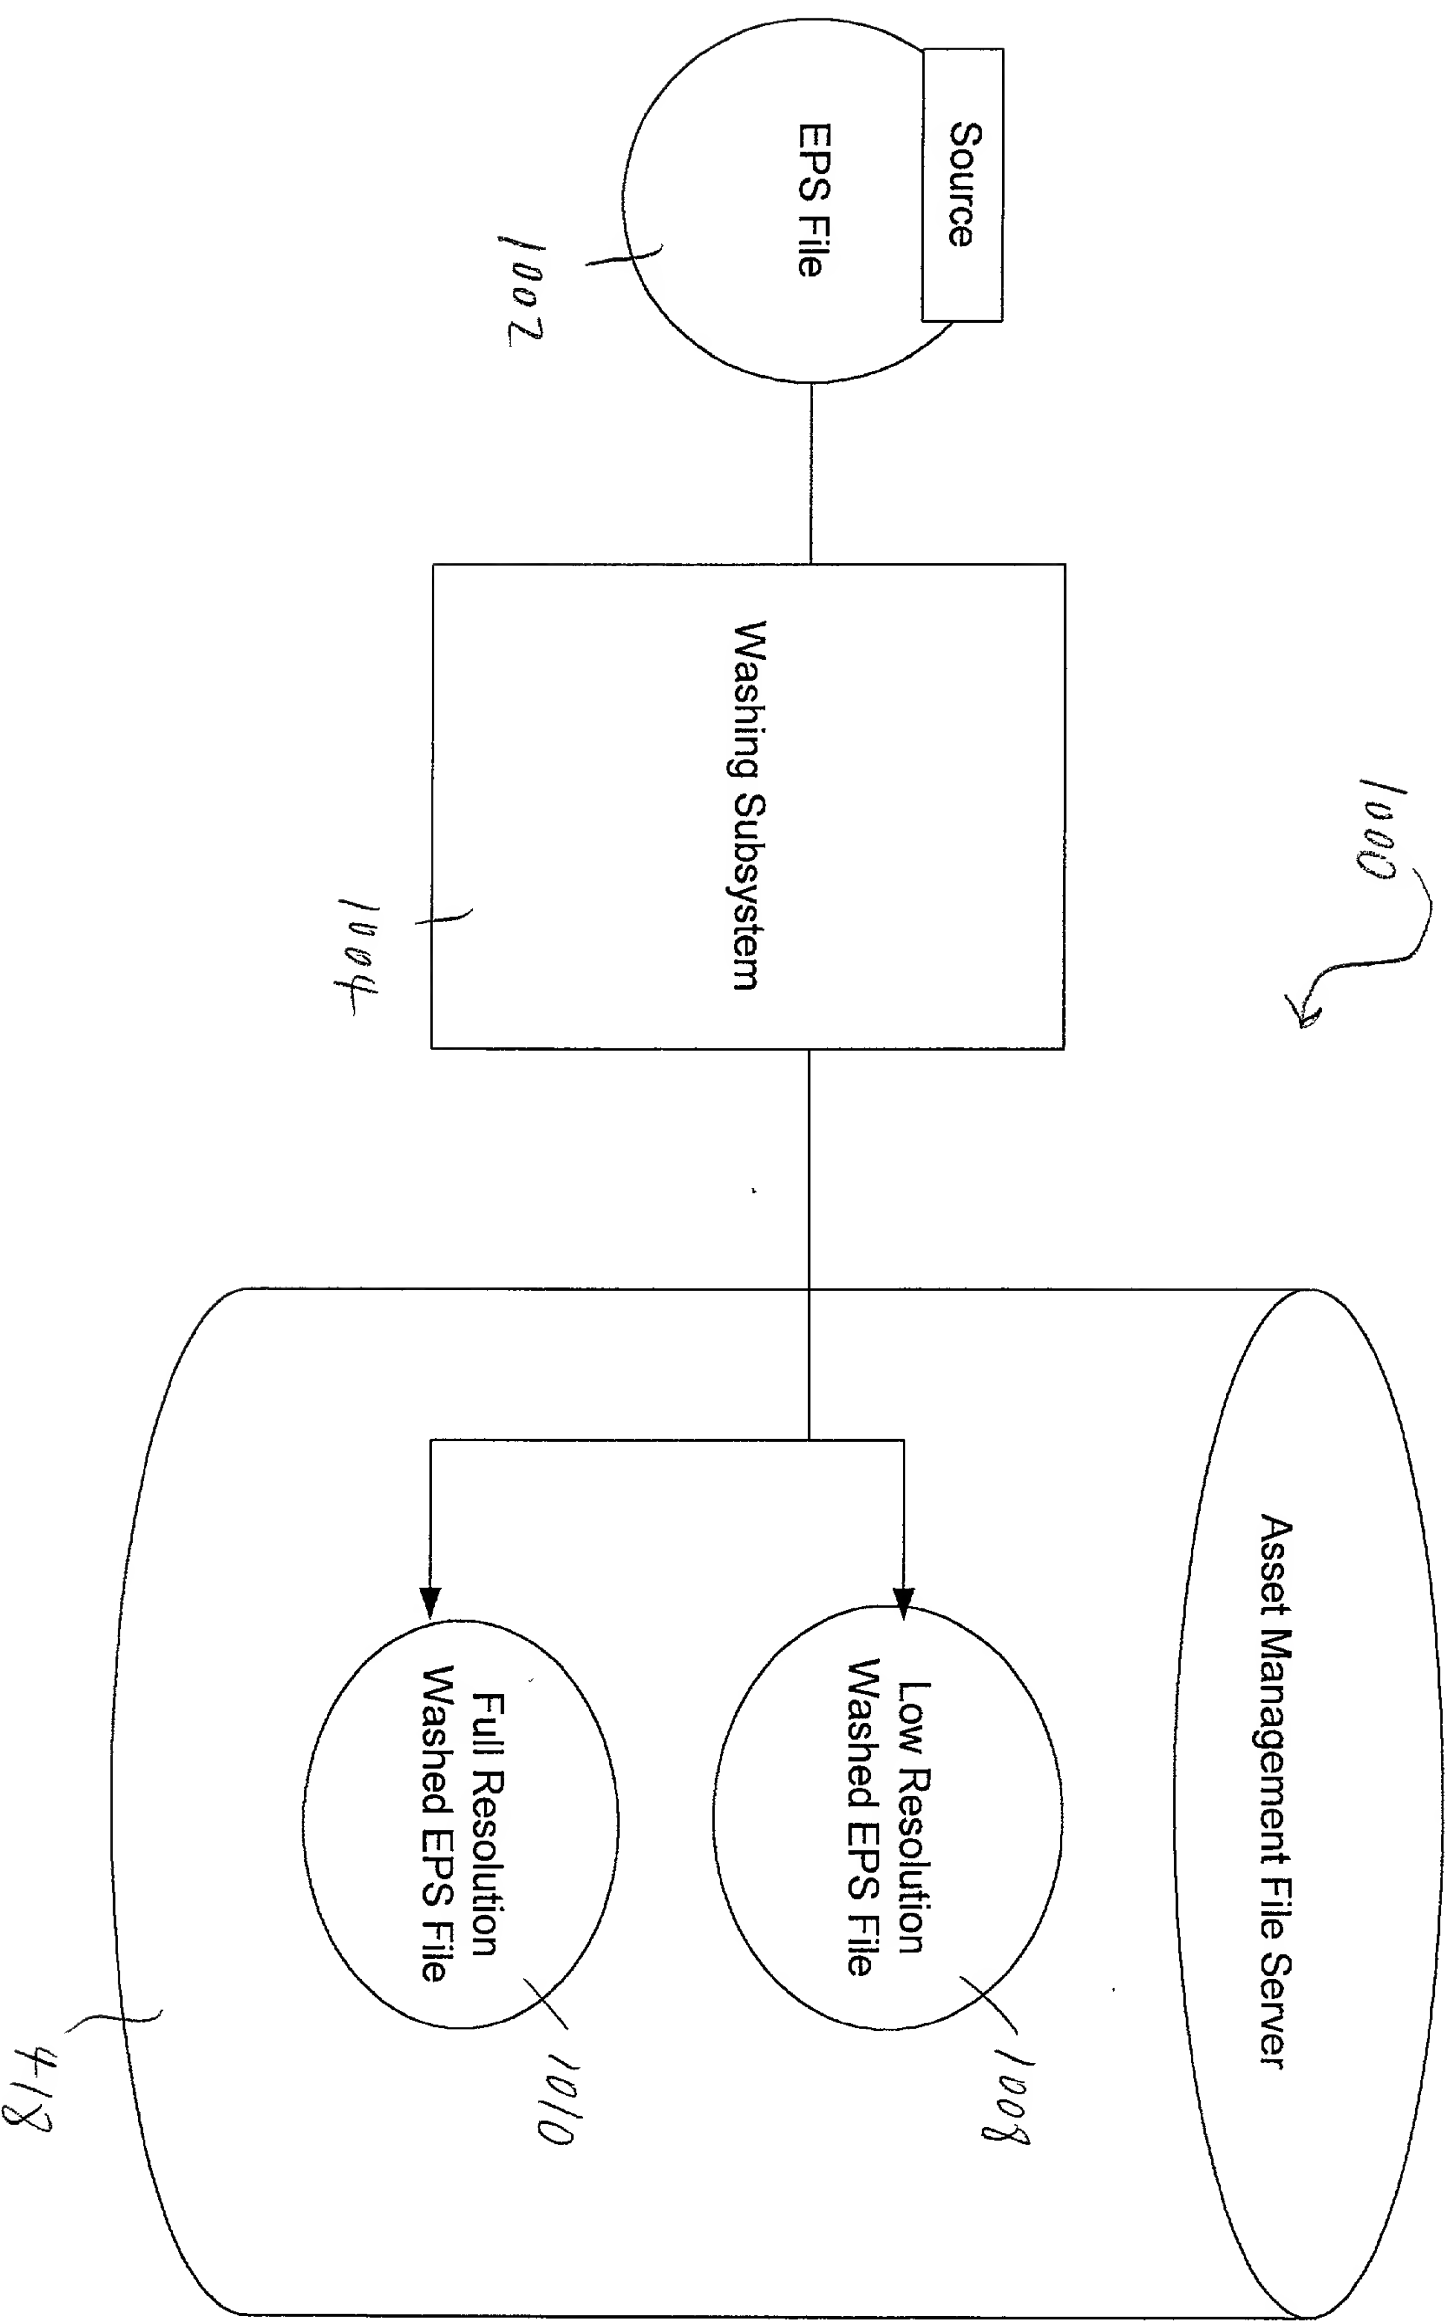 1000
Source
EPS File
1002
Washing Subsystem
1004
Asset Management File Server
Low Resolution
Washed EPS File
1008
Full Resolution
Washed EPS File
1010
418